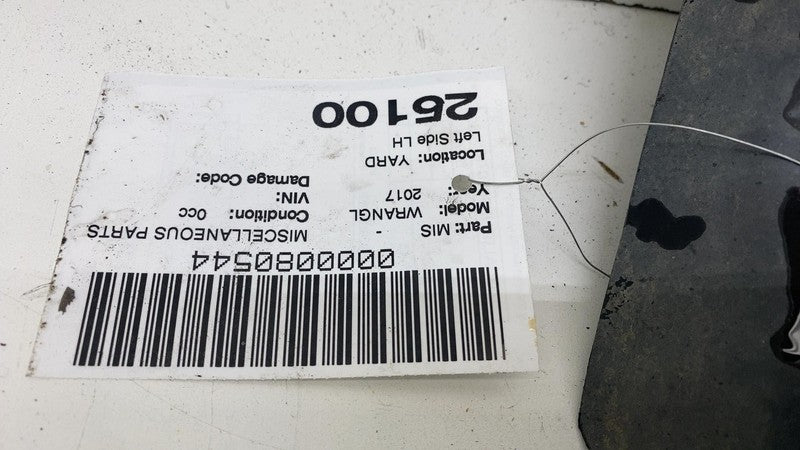 0000080544
Part: MIS - MISCELLANEOUS PARTS
Model: WRANGL Condition: 0cc
Year: 2017 VIN:
Damage Code:
Location: YARD
Left Side LH
25100